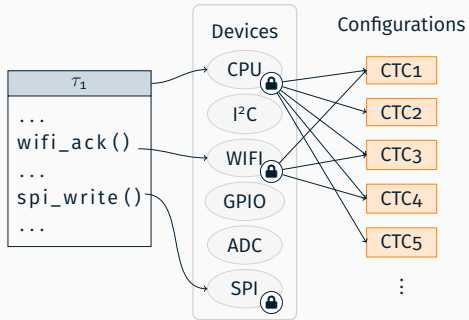 τ₁
...
wifi_ack()
...
spi_write()
...
Devices
CPU
I²C
WIFI
GPIO
ADC
SPI
Configurations
CTC1
CTC2
CTC3
CTC4
CTC5
⋮